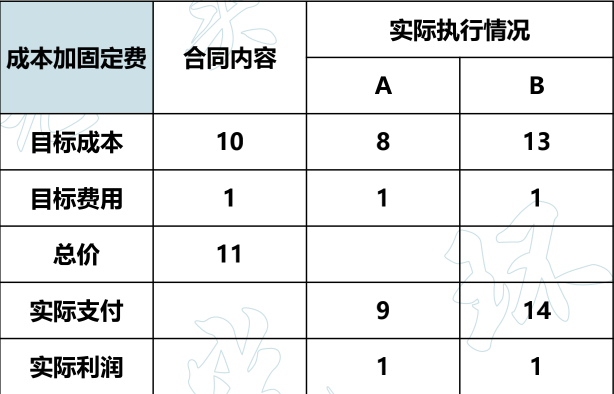 成本加固定费 合同内容 实际执行情况
A B
目标成本 10 8 13
目标费用 1 1 1
总价 11
实际支付 9 14
实际利润 1 1